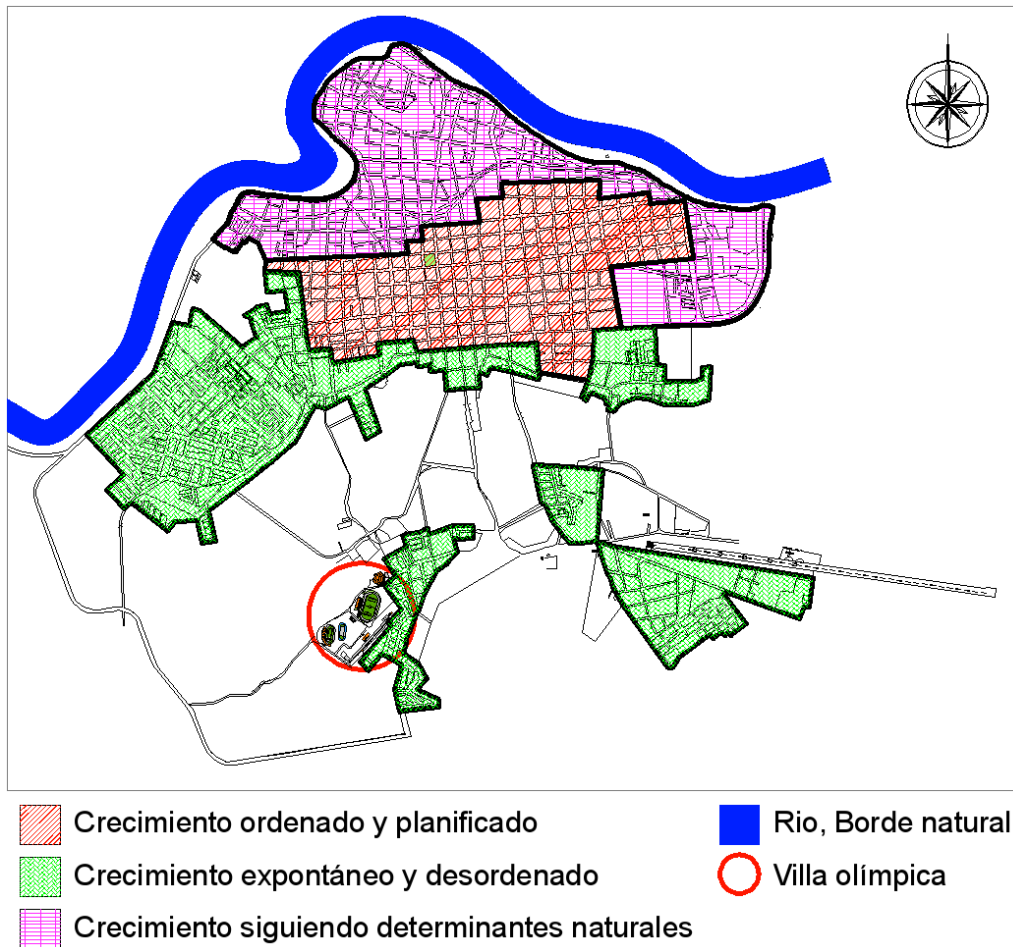 Crecimiento ordenado y planificado
Crecimiento expontáneo y desordenado
Crecimiento siguiendo determinantes naturales
Rio, Borde natural
Villa olímpica